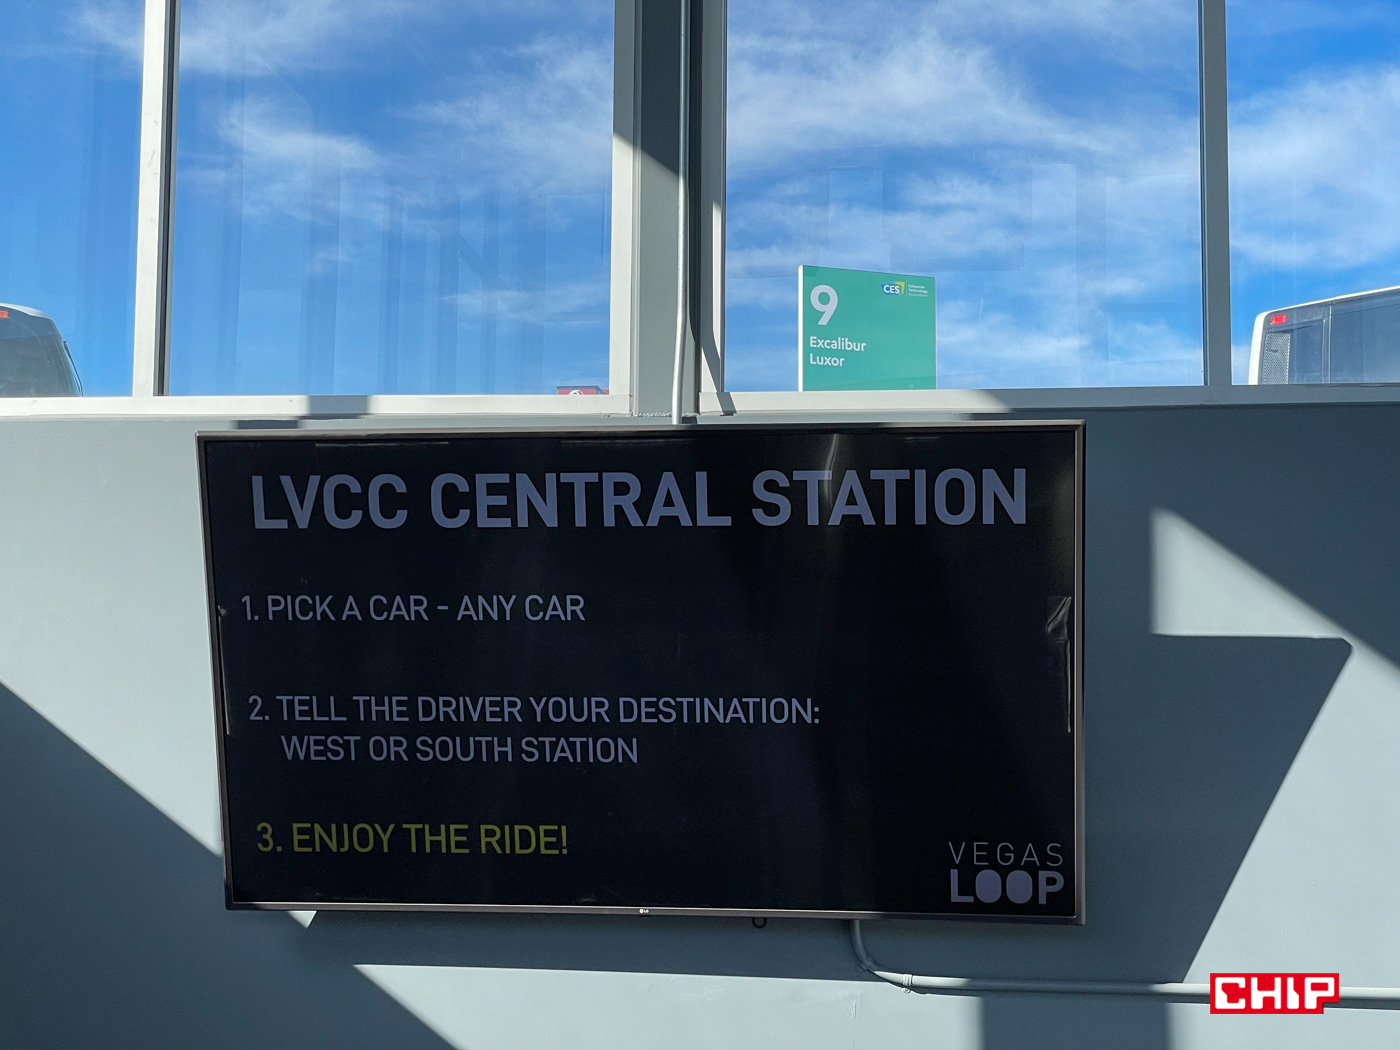 9
CES
Excalibur
Luxor
LVCC CENTRAL STATION
1. PICK A CAR - ANY CAR
2. TELL THE DRIVER YOUR DESTINATION:
WEST OR SOUTH STATION
3. ENJOY THE RIDE!
VEGAS
LOOP
LG
CHIP